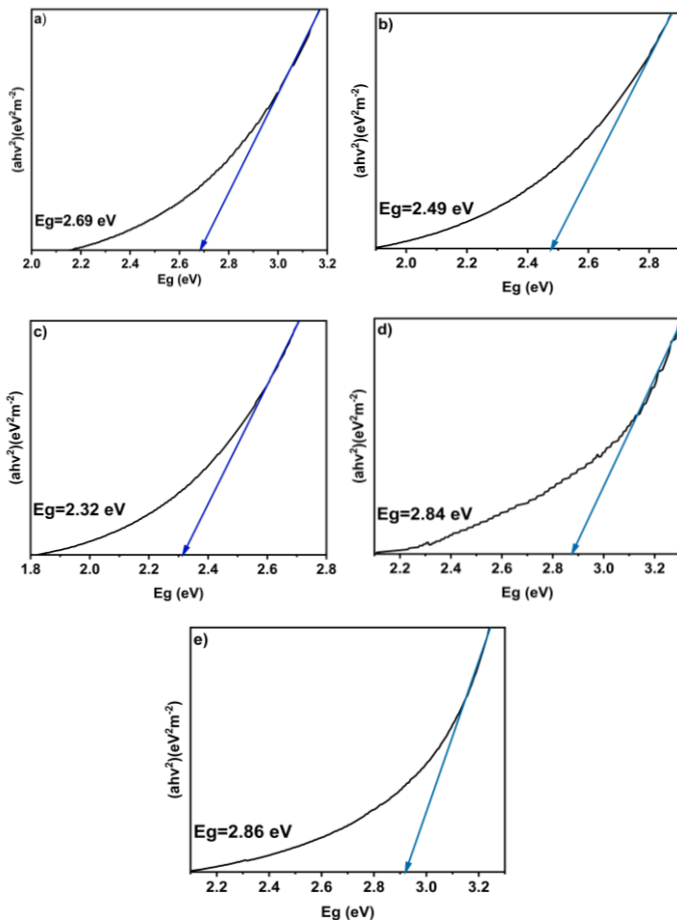 a)
(ahv²)(eV²m⁻²)
Eg=2.69 eV
2.0 2.2 2.4 2.6 2.8 3.0 3.2
Eg (eV)
b)
(ahv²)(eV²m⁻²)
Eg=2.49 eV
2.0 2.2 2.4 2.6 2.8
Eg (eV)
c)
(ahv²)(eV²m⁻²)
Eg=2.32 eV
1.8 2.0 2.2 2.4 2.6 2.8
Eg (eV)
d)
(ahv²)(eV²m⁻²)
Eg=2.84 eV
2.2 2.4 2.6 2.8 3.0 3.2
Eg (eV)
e)
(ahv²)(eV²m⁻²)
Eg=2.86 eV
2.2 2.4 2.6 2.8 3.0 3.2
Eg (eV)